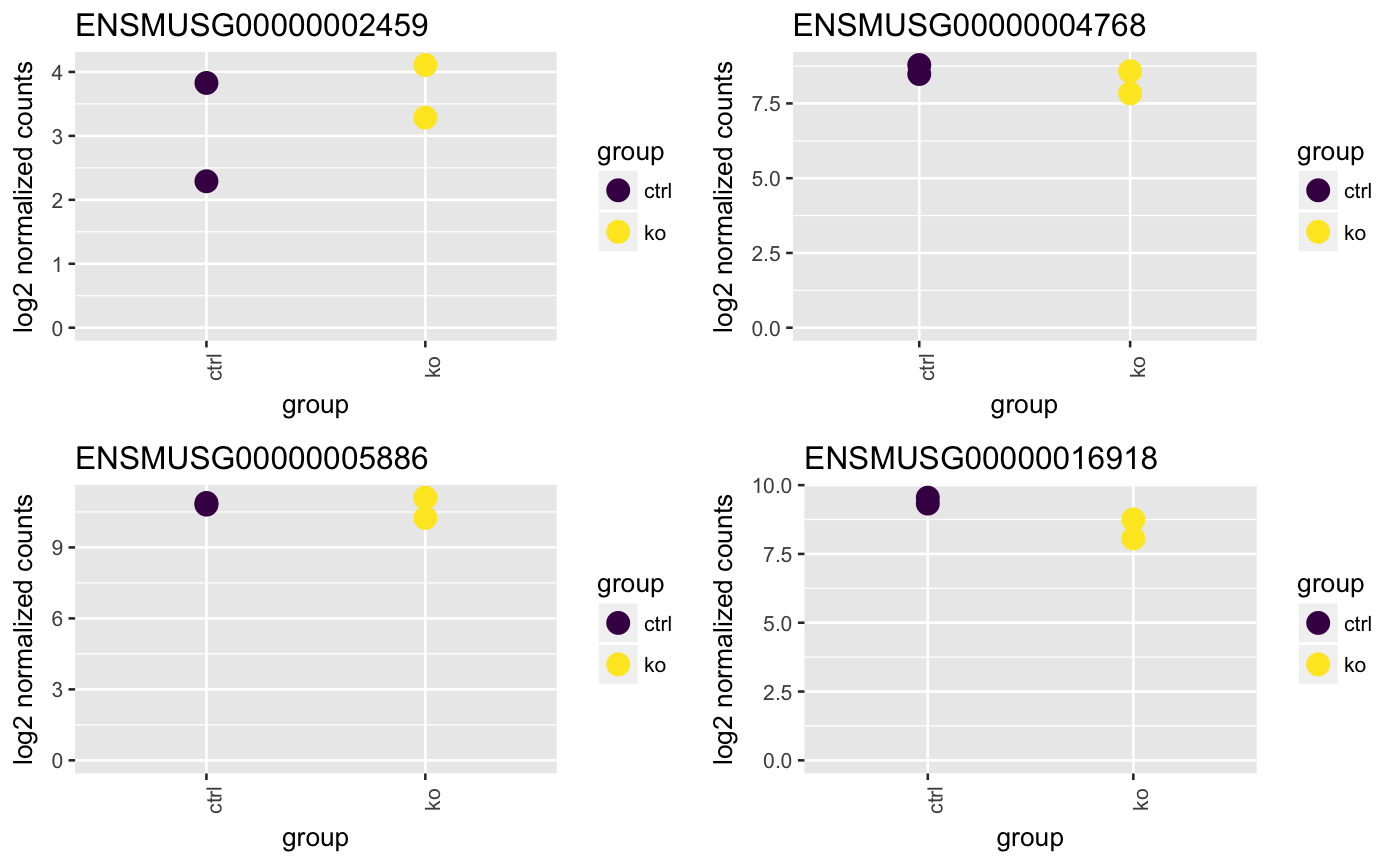 ENSMUSG00000002459
log2 normalized counts
4
3
2
1
0
ctrl
ko
group
group
ctrl
ko
ENSMUSG00000004768
log2 normalized counts
7.5
5.0
2.5
0.0
ctrl
ko
group
group
ctrl
ko
ENSMUSG00000005886
log2 normalized counts
9
6
3
0
ctrl
ko
group
group
ctrl
ko
ENSMUSG00000016918
log2 normalized counts
10.0
7.5
5.0
2.5
0.0
ctrl
ko
group
group
ctrl
ko